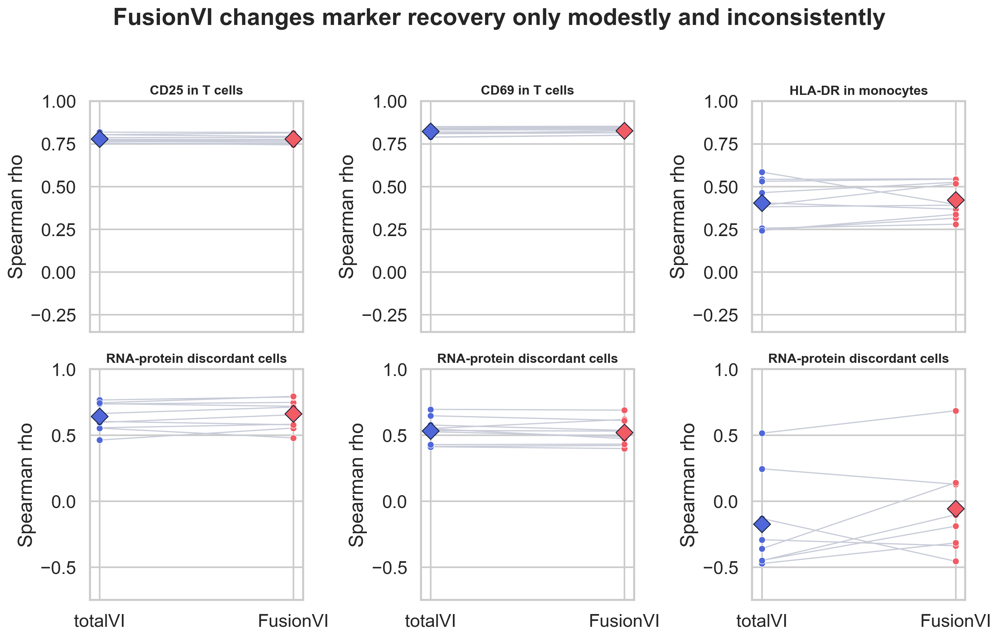 FusionVI changes marker recovery only modestly and inconsistently
CD25 in T cells
1.00
0.75
0.50
0.25
0.00
−0.25
Spearman rho
CD69 in T cells
1.00
0.75
0.50
0.25
0.00
−0.25
Spearman rho
HLA-DR in monocytes
1.00
0.75
0.50
0.25
0.00
−0.25
Spearman rho
RNA-protein discordant cells
1.0
0.5
0.0
−0.5
Spearman rho
totalVI
FusionVI
RNA-protein discordant cells
1.0
0.5
0.0
−0.5
Spearman rho
totalVI
FusionVI
RNA-protein discordant cells
1.0
0.5
0.0
−0.5
Spearman rho
totalVI
FusionVI